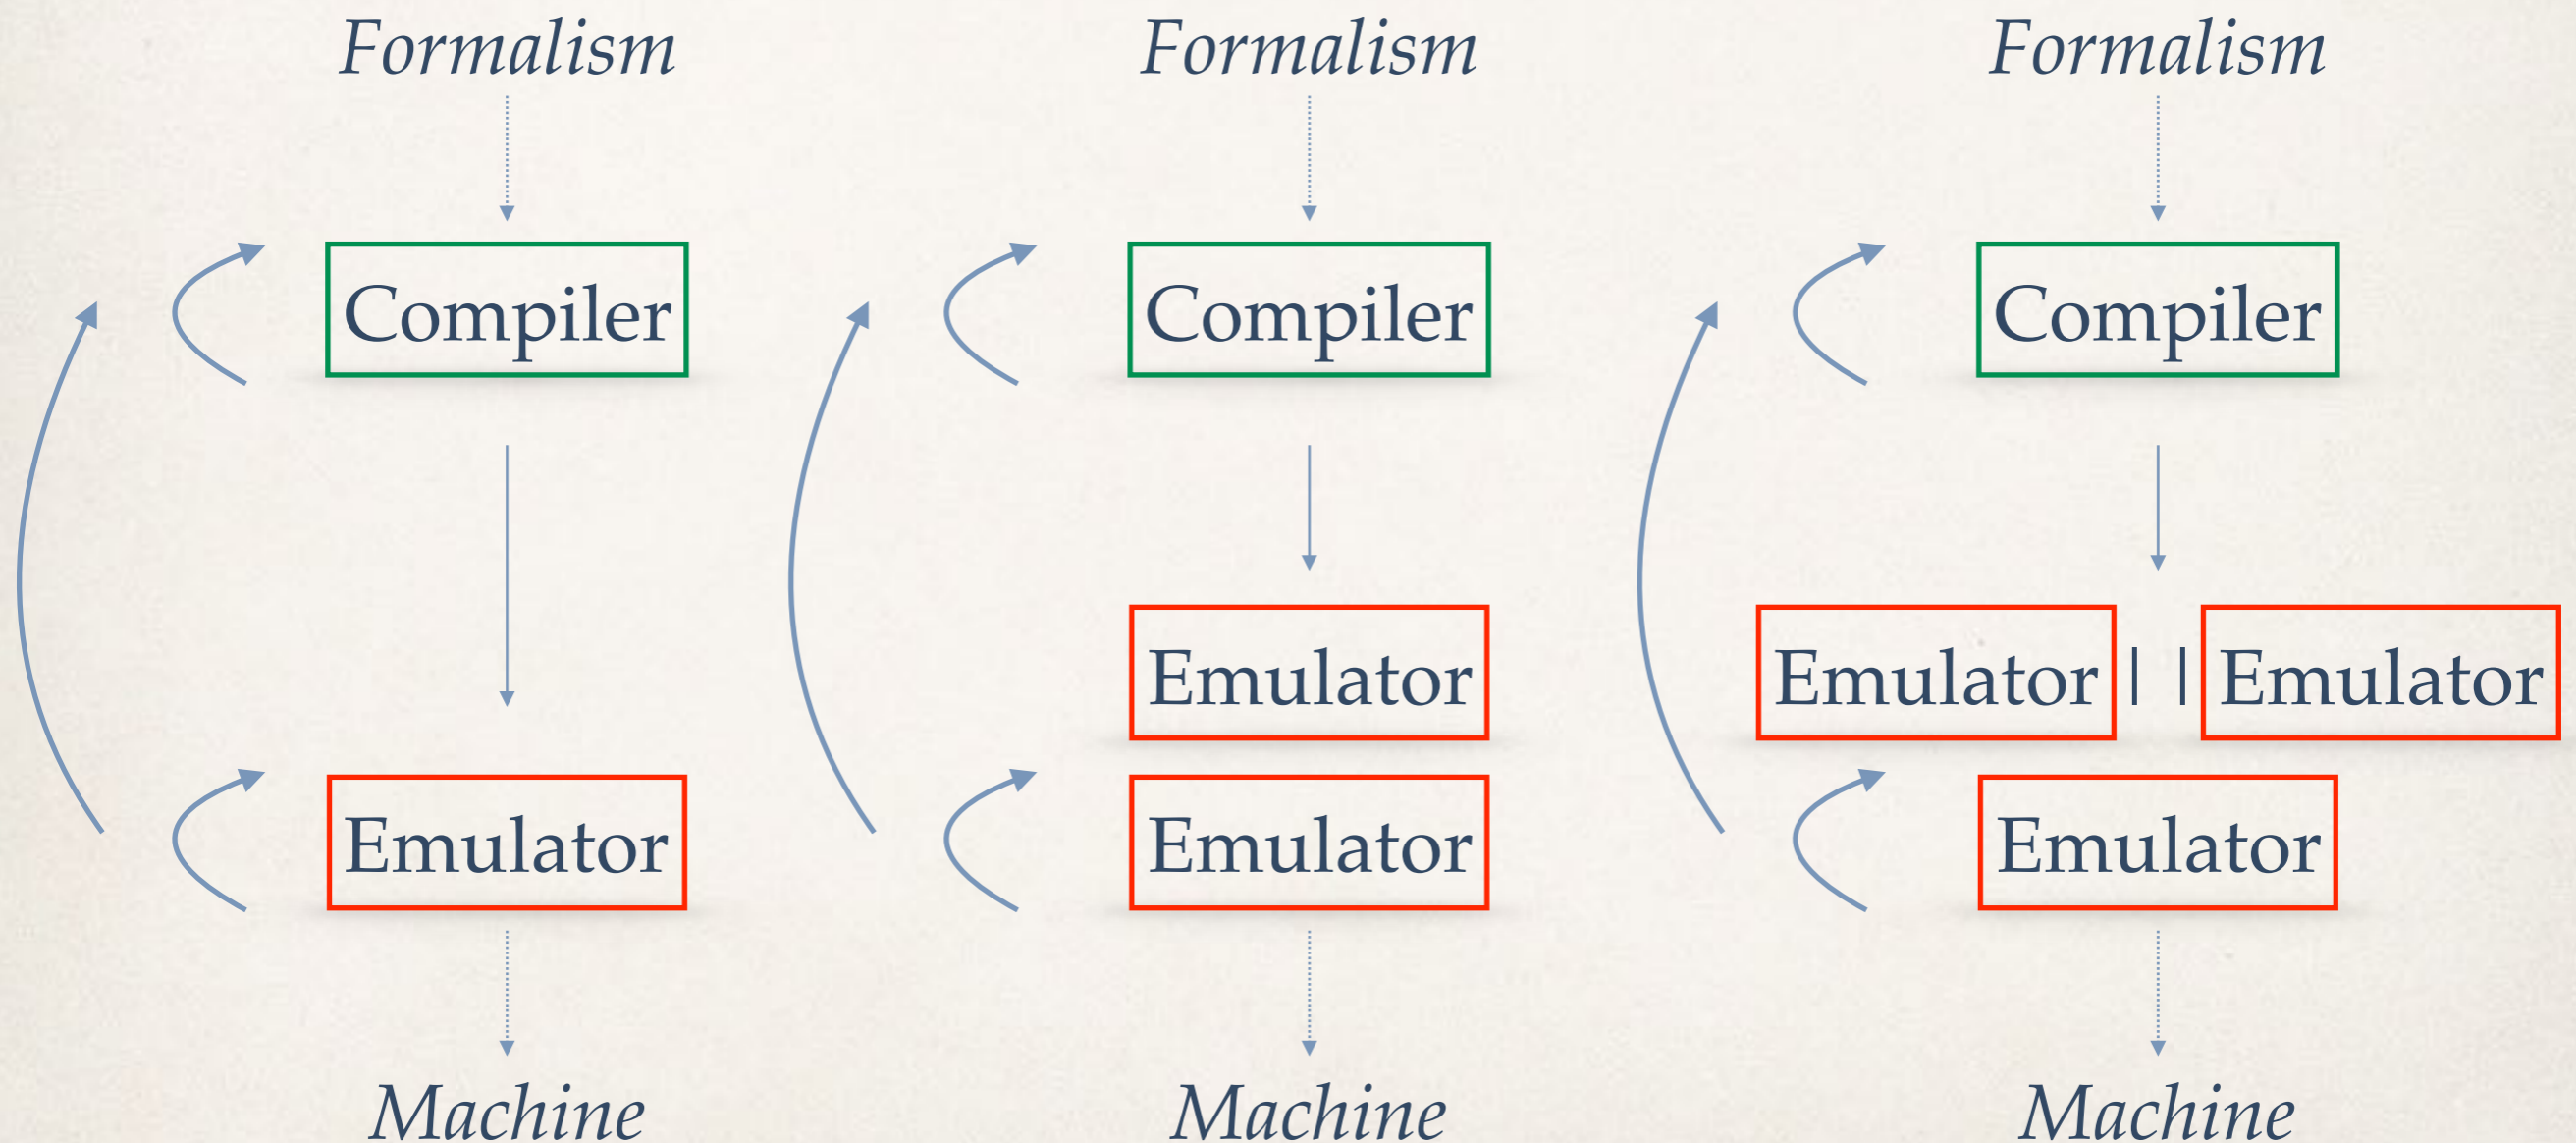 Formalism Formalism Formalism
Compiler Compiler Compiler
Emulator Emulator || Emulator
Emulator Emulator Emulator
Machine Machine Machine